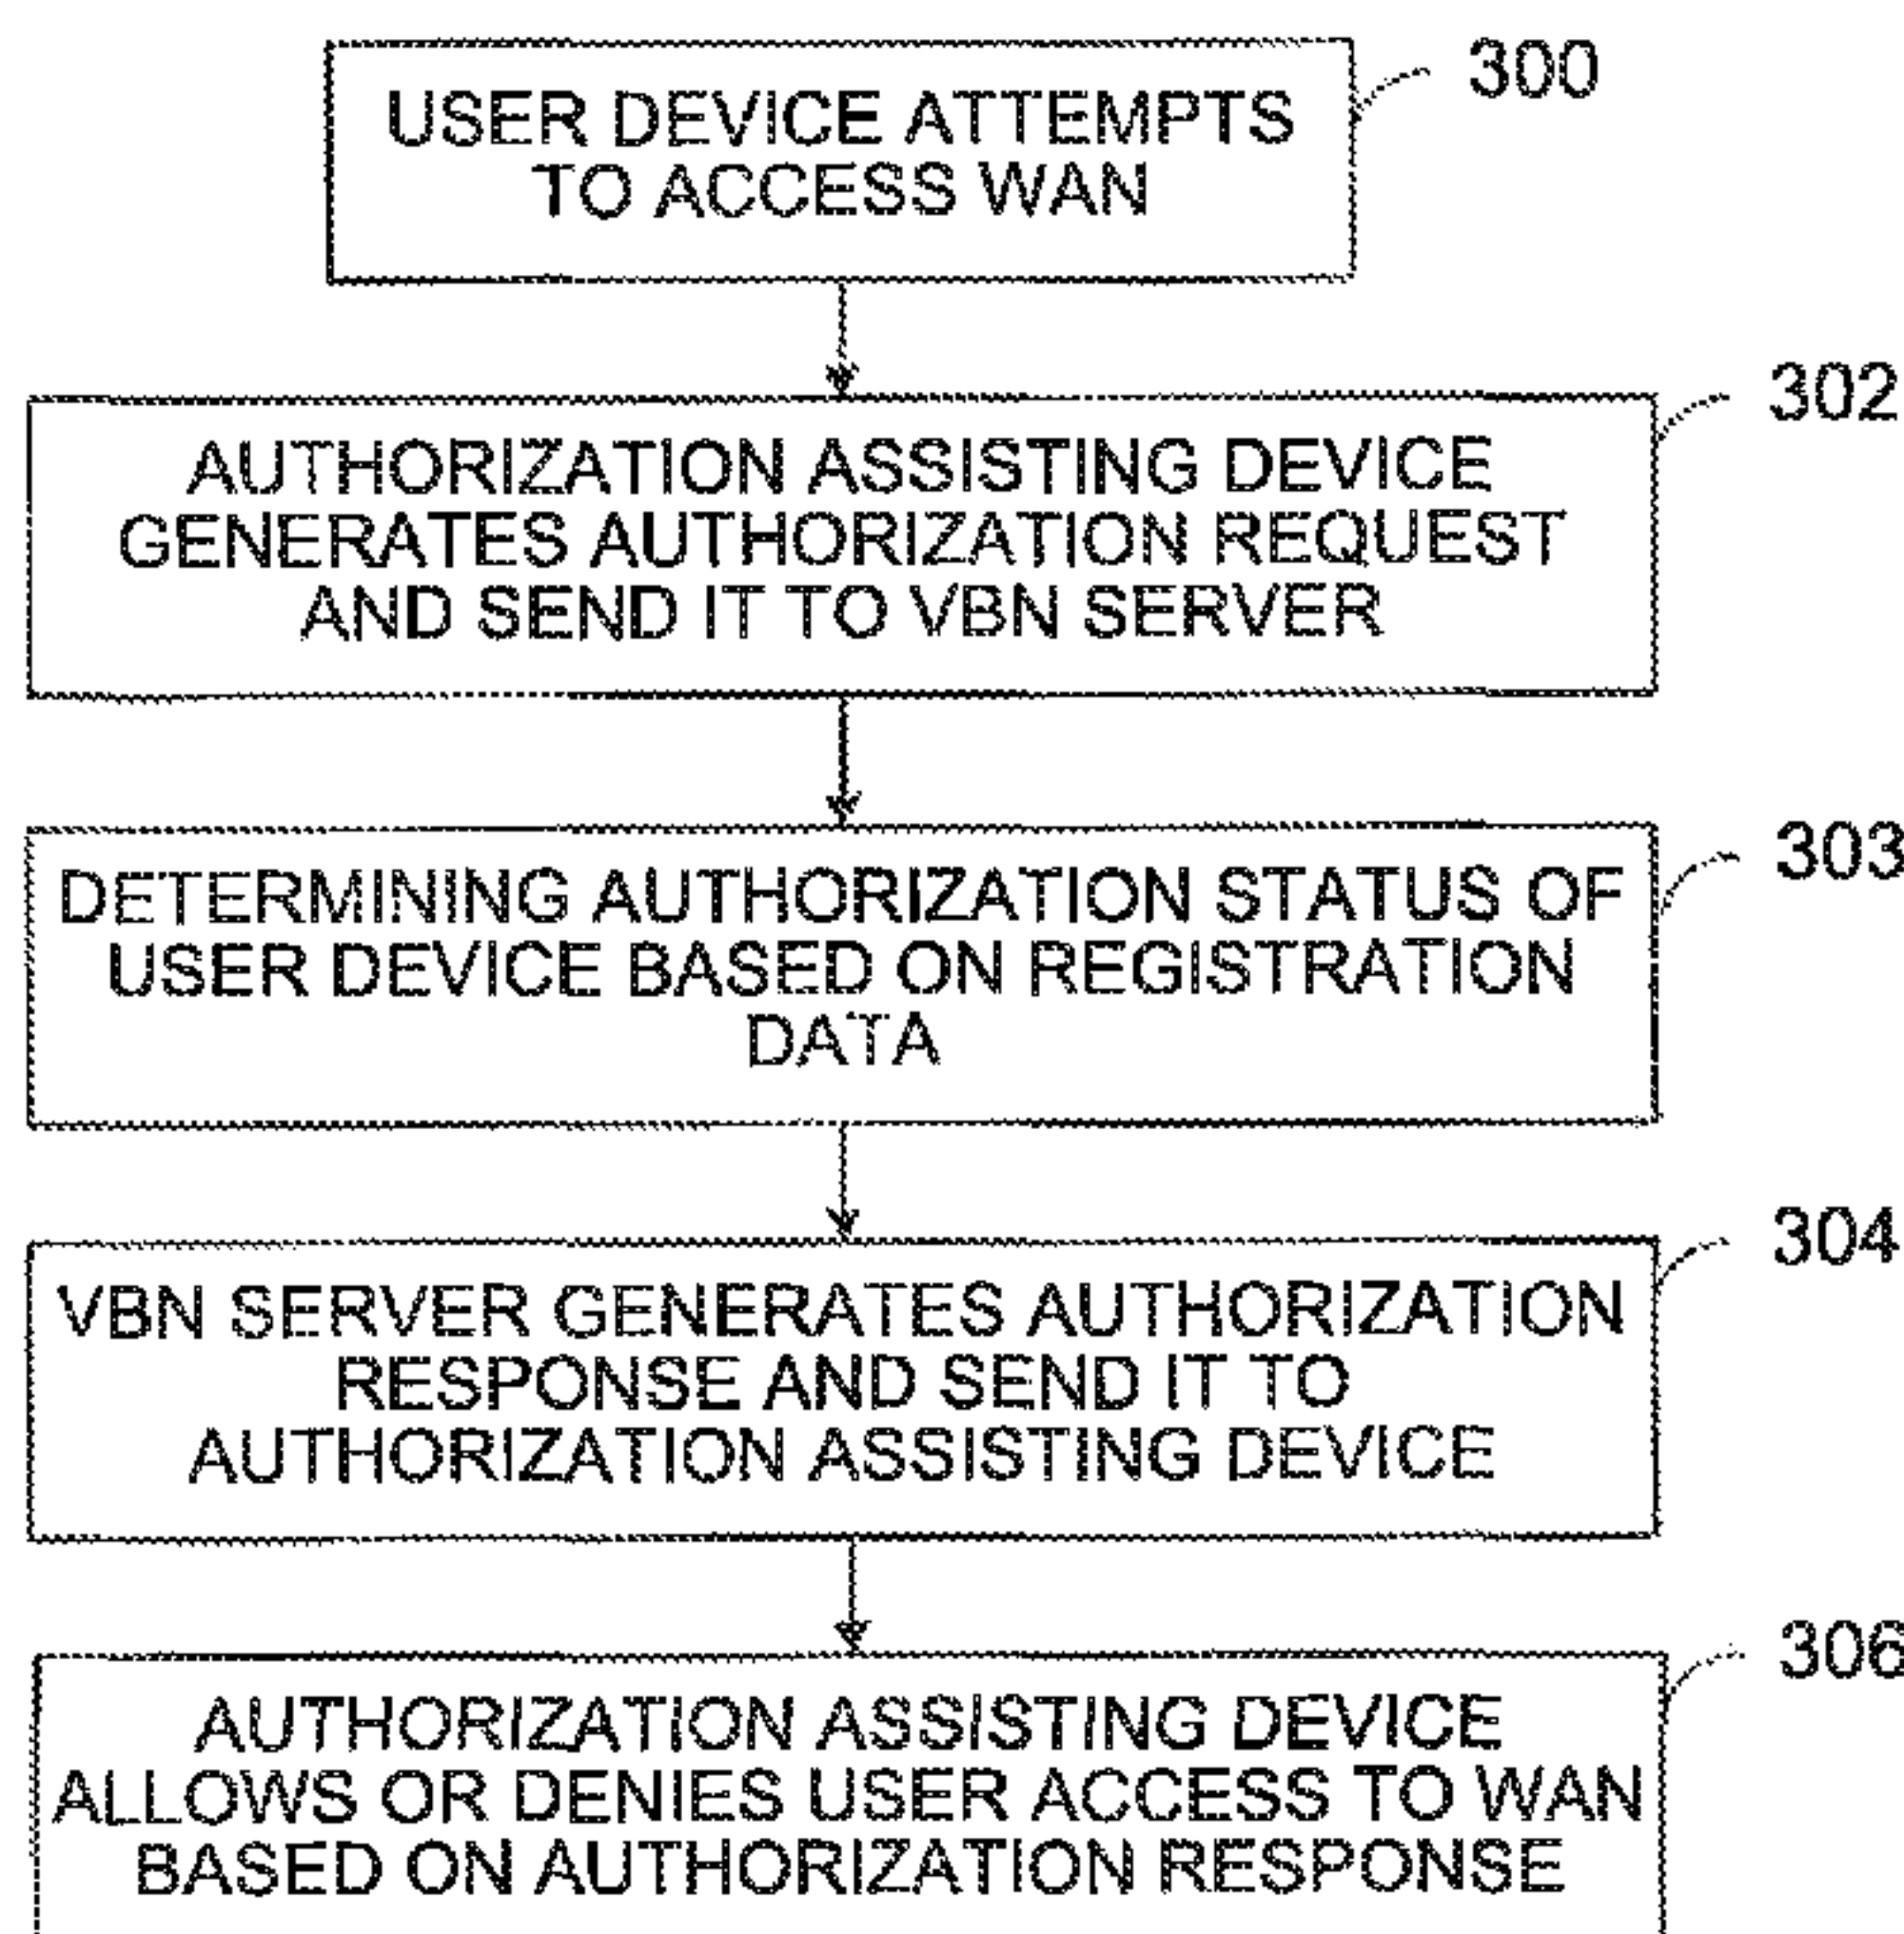 300
USER DEVICE ATTEMPTS
TO ACCESS WAN
302
AUTHORIZATION ASSISTING DEVICE
GENERATES AUTHORIZATION REQUEST
AND SEND IT TO VBN SERVER
303
DETERMINING AUTHORIZATION STATUS OF
USER DEVICE BASED ON REGISTRATION
DATA
304
VBN SERVER GENERATES AUTHORIZATION
RESPONSE AND SEND IT TO
AUTHORIZATION ASSISTING DEVICE
306
AUTHORIZATION ASSISTING DEVICE
ALLOWS OR DENIES USER ACCESS TO WAN
BASED ON AUTHORIZATION RESPONSE